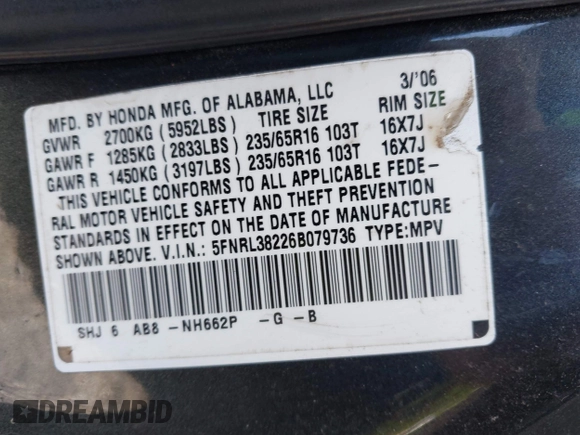 MFD. BY HONDA MFG. OF ALABAMA, LLC 3/'06
GVWR 2700KG (5952LBS) TIRE SIZE RIM SIZE
GAWR F 1285KG (2833LBS) 235/65R16 103T 16X7J
GAWR R 1450KG (3197LBS) 235/65R16 103T 16X7J
THIS VEHICLE CONFORMS TO ALL APPLICABLE FEDE-
RAL MOTOR VEHICLE SAFETY AND THEFT PREVENTION
STANDARDS IN EFFECT ON THE DATE OF MANUFACTURE
SHOWN ABOVE. V.I.N.: 5FNRL38226B079736 TYPE:MPV
SHJ 6 AB8 -NH662P -G -B
DREAMBID